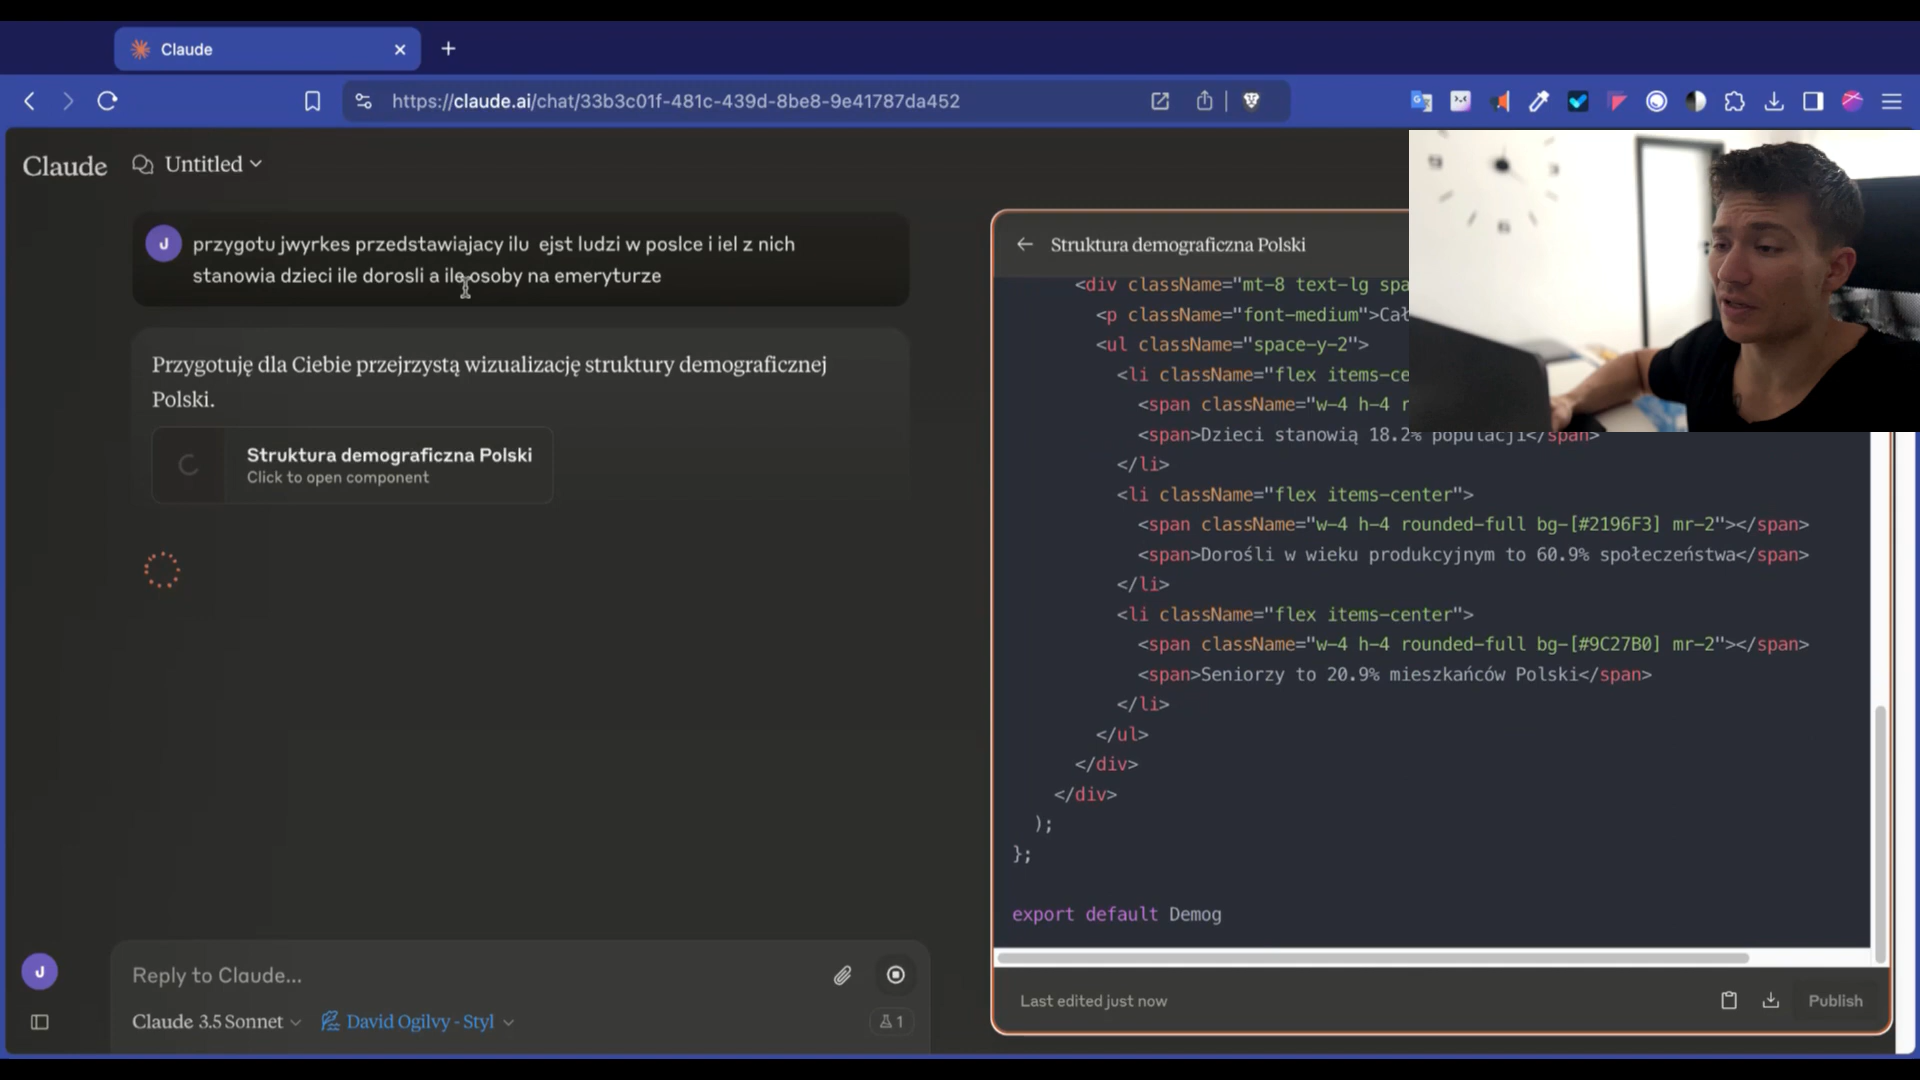 Claude
https://claude.ai/chat/33b3c01f-481c-439d-8be8-9e41787da452
Claude
Untitled
J
przygotu jwyrkes przedstawiajacy ilu ejst ludzi w poslce i iel z nich
stanowia dzieci ile dorosli a ile osoby na emeryturze
Przygotuję dla Ciebie przejrzystą wizualizację struktury demograficznej
Polski.
Struktura demograficzna Polski
Click to open component
J
Reply to Claude...
Claude 3.5 Sonnet
David Ogilvy - Styl
1
Struktura demograficzna Polski
<div className="mt-8 text-lg spa
<p className="font-medium">Cał
<ul className="space-y-2">
<li className="flex items-ce
<span className="w-4 h-4 r
<span>Dzieci stanowią 18.2% populacji</span>
</li>
<li className="flex items-center">
<span className="w-4 h-4 rounded-full bg-[#2196F3] mr-2"></span>
<span>Dorośli w wieku produkcyjnym to 60.9% społeczeństwa</span>
</li>
<li className="flex items-center">
<span className="w-4 h-4 rounded-full bg-[#9C27B0] mr-2"></span>
<span>Seniorzy to 20.9% mieszkańców Polski</span>
</li>
</ul>
</div>
</div>
);
};
export default Demog
Last edited just now
Publish